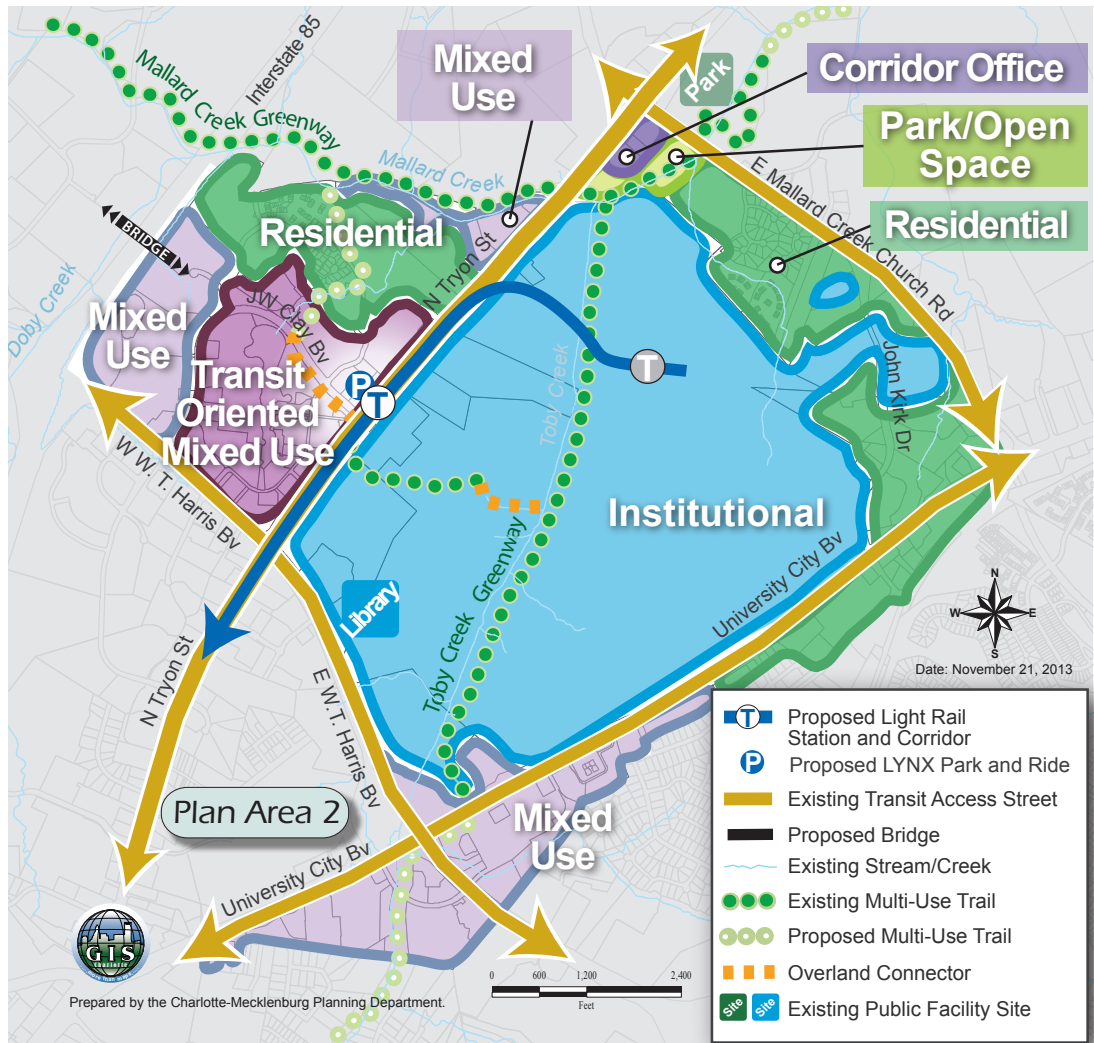 Mixed
Use
Corridor Office
Park
Park/Open
Space
Residential
Interstate 85
Mallard Creek Greenway
Mallard Creek
E Mallard Creek Church Rd
Residential
N Tryon St
BRIDGE
Doby Creek
Mixed
Use
JW Clay Bv
Transit
Oriented
Mixed Use
P
T
T
Toby Creek
John Kirk Dr
W W. T. Harris Bv
Institutional
Toby Creek Greenway
University City Bv
Library
N
W E
S
Date: November 21, 2013
N Tryon St
E W.T. Harris Bv
Plan Area 2
Mixed
Use
University City Bv
T Proposed Light Rail
Station and Corridor
P Proposed LYNX Park and Ride
Existing Transit Access Street
Proposed Bridge
Existing Stream/Creek
Existing Multi-Use Trail
Proposed Multi-Use Trail
Overland Connector
Site Site Existing Public Facility Site
GIS
Charlotte
Prepared by the Charlotte-Mecklenburg Planning Department.
0 600 1,200 2,400
Feet